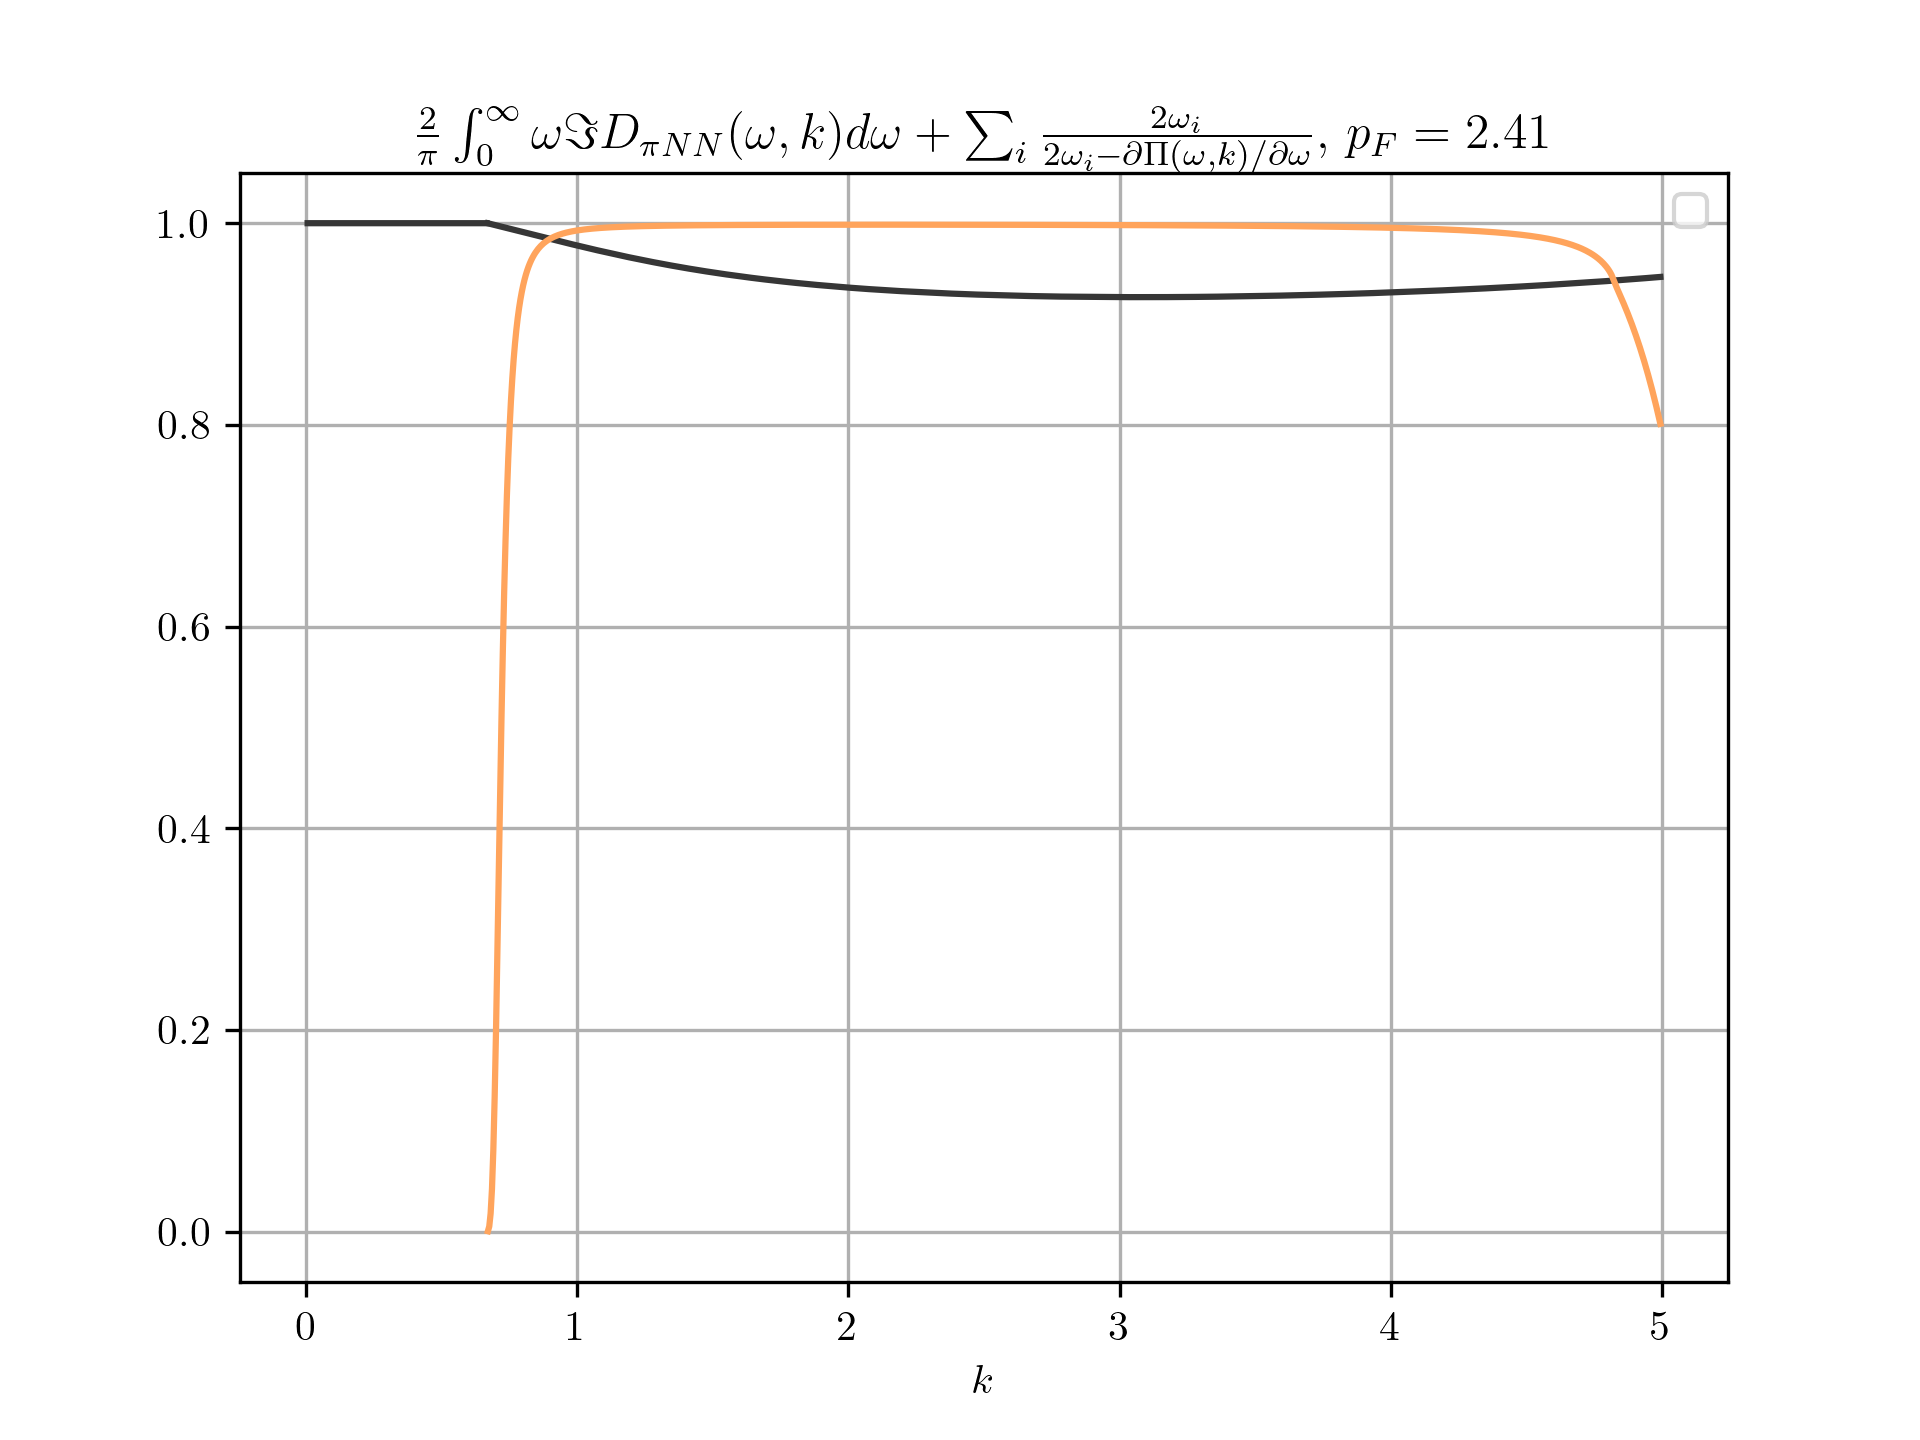 $\frac{2}{\pi}\int_0^\infty \omega \Im D_{\pi NN}(\omega, k)d\omega + \sum_i \frac{2\omega_i}{2\omega_i - \partial\Pi(\omega,k)/\partial\omega}$, $p_F = 2.41$
1.0
0.8
0.6
0.4
0.2
0.0
0 1 2 3 4 5
k